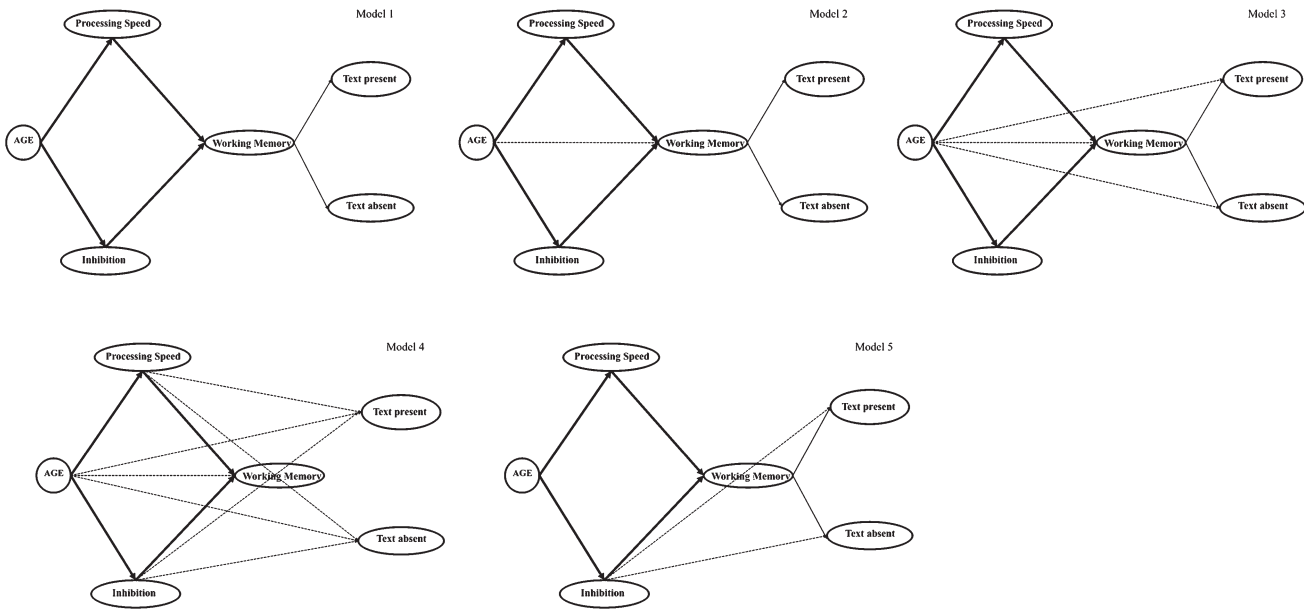 Model 1
Processing Speed
Text present
AGE
Working Memory
Text absent
Inhibition
Model 2
Processing Speed
Text present
AGE
Working Memory
Text absent
Inhibition
Model 3
Processing Speed
Text present
AGE
Working Memory
Text absent
Inhibition
Model 4
Processing Speed
Text present
AGE
Working Memory
Text absent
Inhibition
Model 5
Processing Speed
Text present
AGE
Working Memory
Text absent
Inhibition